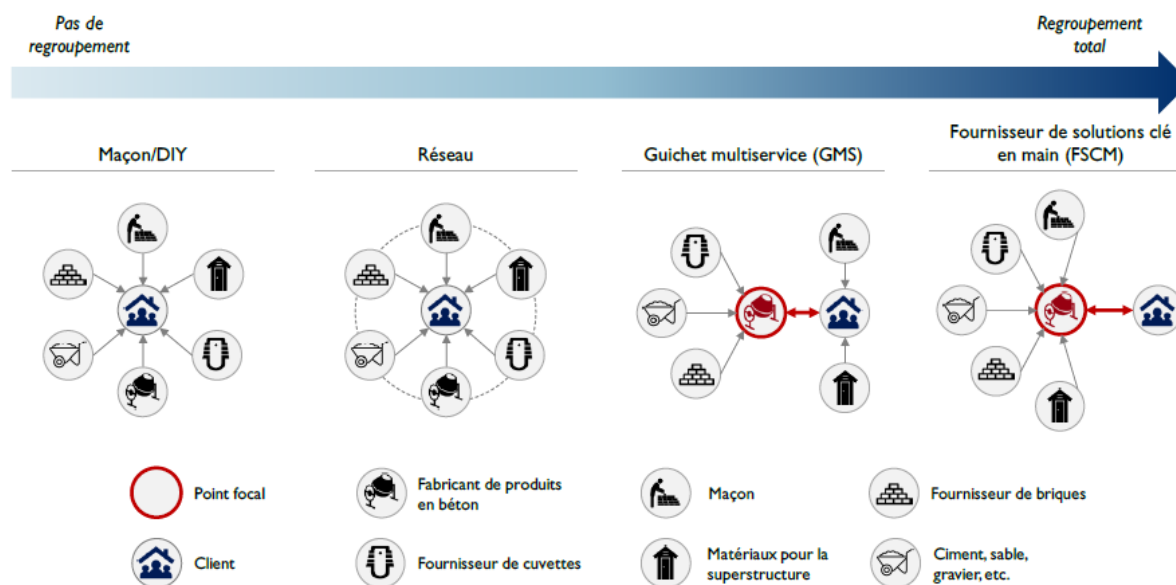 Pas de
regroupement
Regroupement
total
Maçon/DIY
Réseau
Guichet multiservice (GMS)
Fournisseur de solutions clé
en main (FSCM)
Point focal
Fabricant de produits
en béton
Maçon
Fournisseur de briques
Client
Fournisseur de cuvettes
Matériaux pour la
superstructure
Ciment, sable,
gravier, etc.